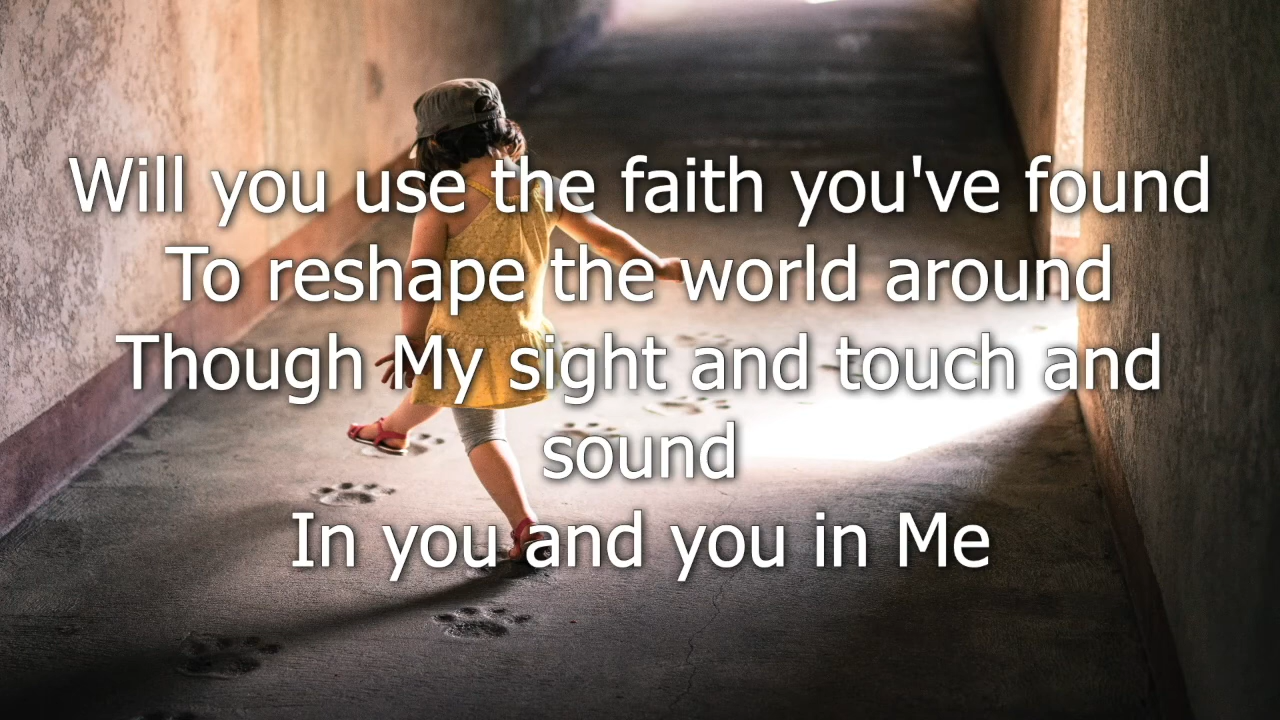 Will you use the faith you've found
To reshape the world around
Though My sight and touch and
sound
In you and you in Me